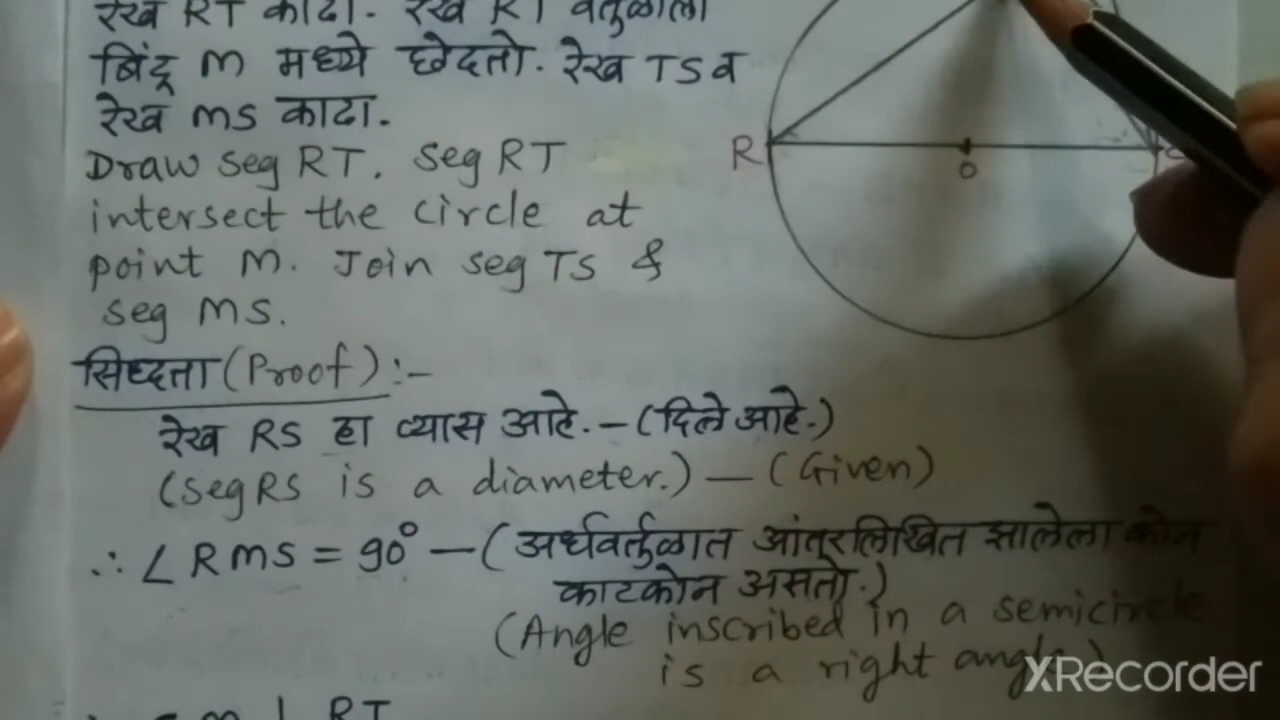 रेख RT काढा. रेख RT वर्तुळाला
बिंदू M मध्ये छेदतो. रेख TS व
रेख MS काढा.
Draw seg RT. seg RT
intersect the circle at
point M. Join seg TS &
seg MS.
R
O
सिध्दता (Proof) :-
रेख RS हा व्यास आहे. – (दिले आहे.)
(seg RS is a diameter.) — (Given)
∴ ∠RMS = 90° – ( अर्धवर्तुळात आंतरलिखित झालेला कोन
काटकोन असतो.)
(Angle inscribed in a semicircle
is a right angle)
RT
XRecorder